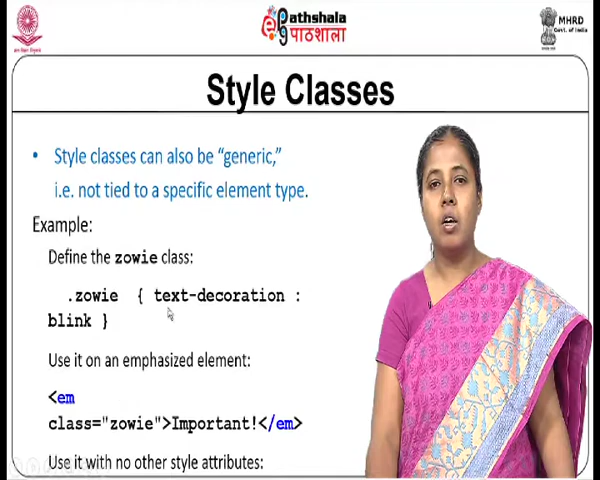 Pathshala
पाठशाला
MHRD
Govt. of India
Style Classes
• Style classes can also be “generic,”
i.e. not tied to a specific element type.
Example:
Define the zowie class:
.zowie { text-decoration :
blink }
Use it on an emphasized element:
<em
class="zowie">Important!</em>
Use it with no other style attributes: